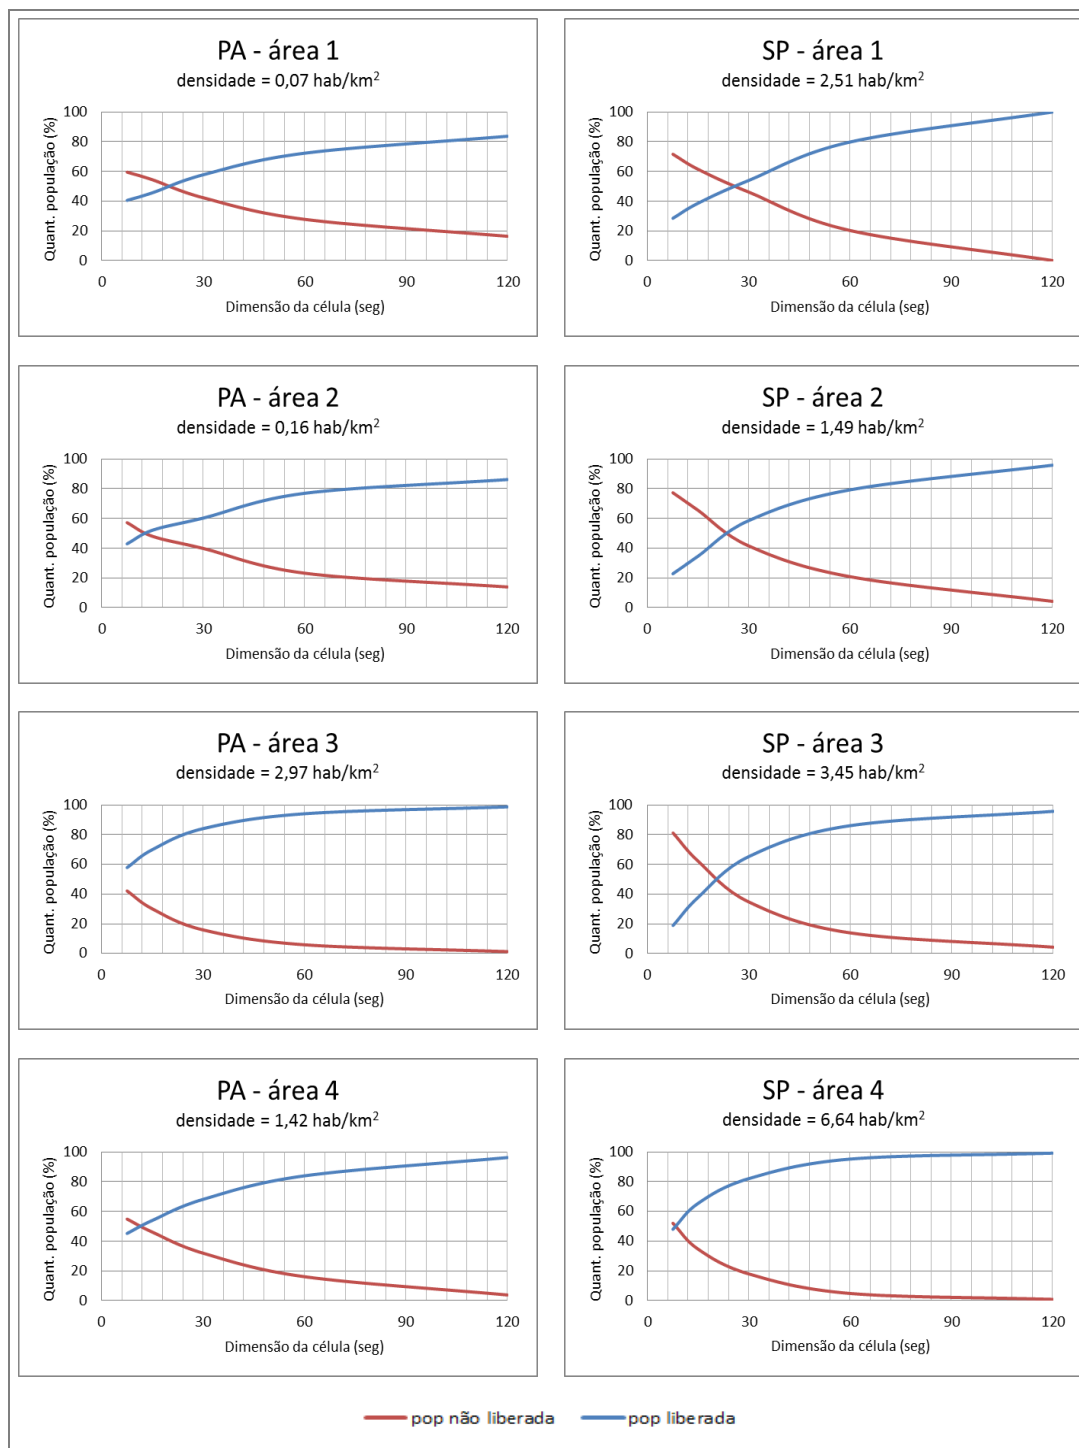 PA - área 1
densidade = 0,07 hab/km²
Quant. população (%)
100
80
60
40
20
0
0 30 60 90 120
Dimensão da célula (seg)
SP - área 1
densidade = 2,51 hab/km²
Quant. população (%)
100
80
60
40
20
0
0 30 60 90 120
Dimensão da célula (seg)
PA - área 2
densidade = 0,16 hab/km²
Quant. população (%)
100
80
60
40
20
0
0 30 60 90 120
Dimensão da célula (seg)
SP - área 2
densidade = 1,49 hab/km²
Quant. população (%)
100
80
60
40
20
0
0 30 60 90 120
Dimensão da célula (seg)
PA - área 3
densidade = 2,97 hab/km²
Quant. população (%)
100
80
60
40
20
0
0 30 60 90 120
Dimensão da célula (seg)
SP - área 3
densidade = 3,45 hab/km²
Quant. população (%)
100
80
60
40
20
0
0 30 60 90 120
Dimensão da célula (seg)
PA - área 4
densidade = 1,42 hab/km²
Quant. população (%)
100
80
60
40
20
0
0 30 60 90 120
Dimensão da célula (seg)
SP - área 4
densidade = 6,64 hab/km²
Quant. população (%)
100
80
60
40
20
0
0 30 60 90 120
Dimensão da célula (seg)
pop não liberada pop liberada